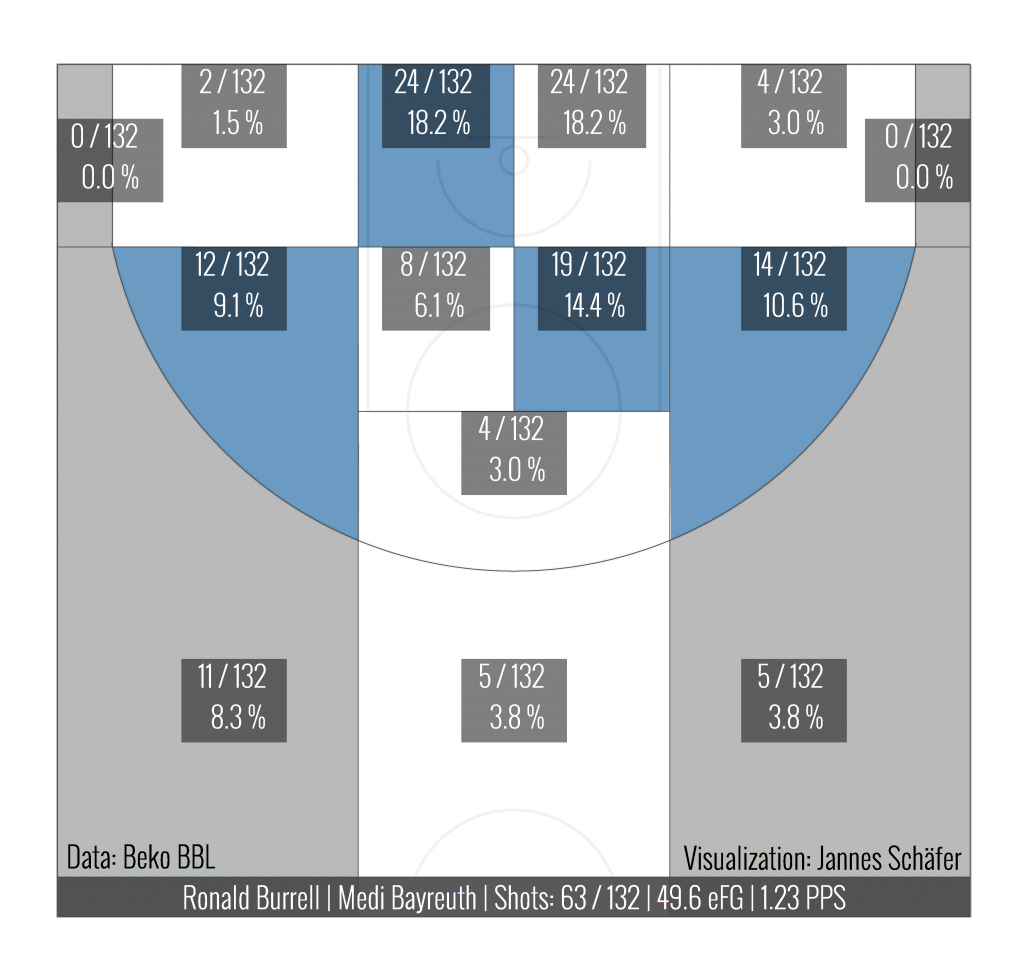 2 / 132
1.5 %
24 / 132
18.2 %
24 / 132
18.2 %
4 / 132
3.0 %
0 / 132
0.0 %
0 / 132
0.0 %
12 / 132
9.1 %
8 / 132
6.1 %
19 / 132
14.4 %
14 / 132
10.6 %
4 / 132
3.0 %
11 / 132
8.3 %
5 / 132
3.8 %
5 / 132
3.8 %
Data: Beko BBL
Visualization: Jannes Schäfer
Ronald Burrell | Medi Bayreuth | Shots: 63 / 132 | 49.6 eFG | 1.23 PPS